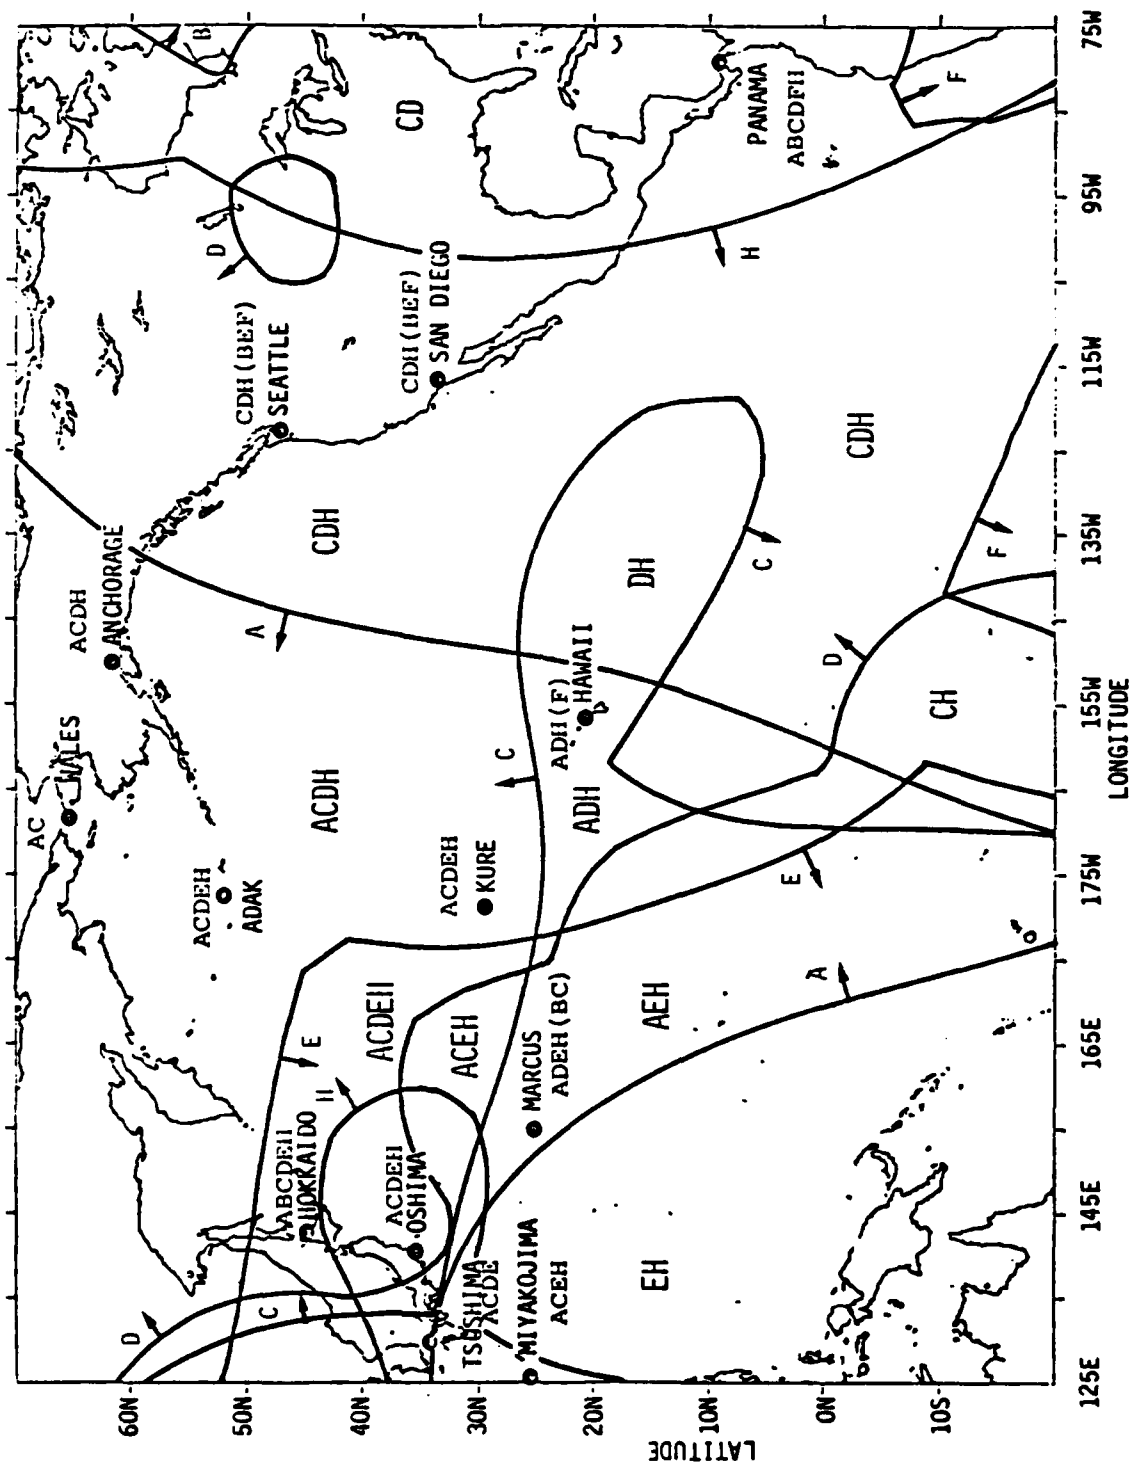 B
CD
PANAMA
ABCDFH
F
D
H
CDH (BEF)
SEATTLE
CDH (BEF)
SAN DIEGO
CDH
CDH
DH
C
F
ACDH
ANCHORAGE
A
D
CH
ADH (F)
HAWAII
C
AC
WALES
ACDH
ADH
ACDEH
ADAK
ACDEH
KURE
E
A
E
ACDEH
ACEH
AEH
H
MARCUS
ADEH (BC)
ABCDEH
HOKKAIDO
ACDEH
OSHIMA
D
C
TSUSHIMA
ACDE
MIYAKOJIMA
ACEH
EH
60N
50N
40N
30N
20N
10N
0N
10S
LATITUDE
75W
95W
115W
135W
155W
175W
165E
145E
125E
LONGITUDE